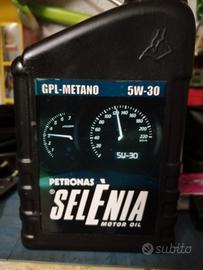 GPL-METANO 5W-30
5W-30
PETRONAS
SELENIA
MOTOR OIL
subito